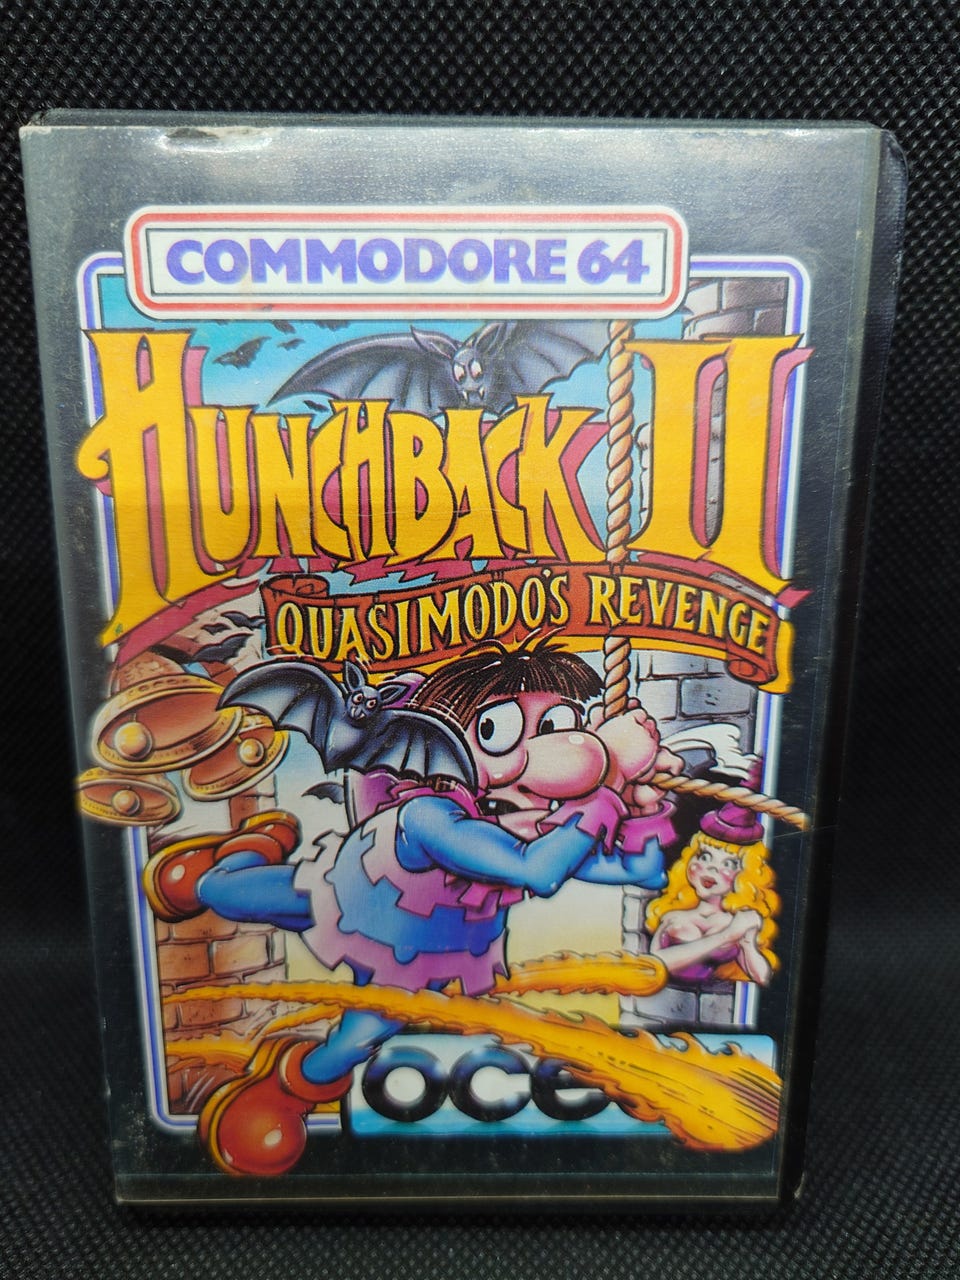 COMMODORE 64
HUNCHBACK II
QUASIMODO'S REVENGE